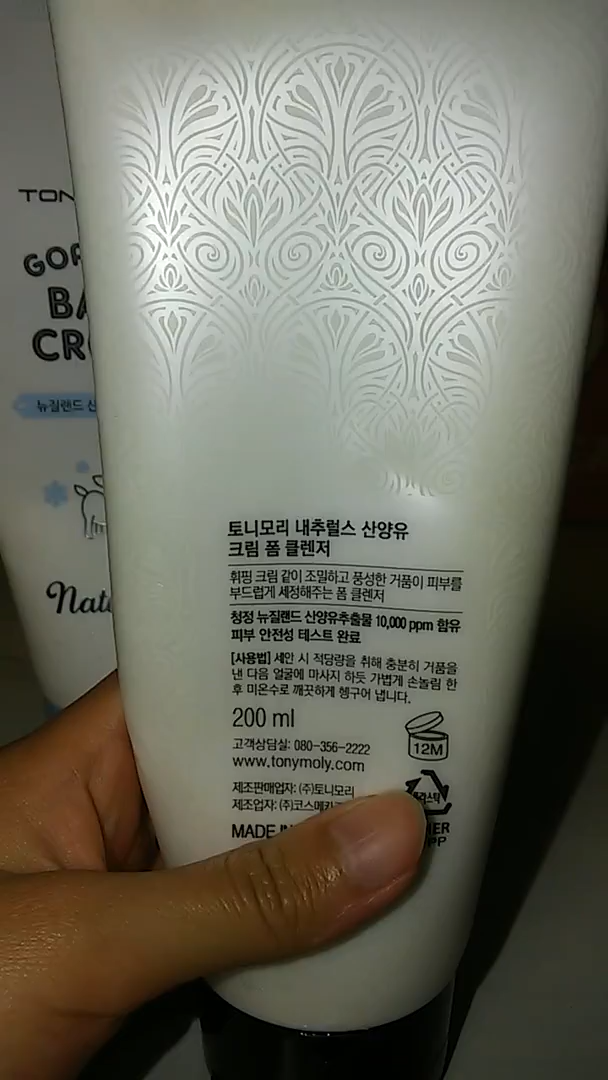 토니모리 내추럴스 산양유
크림 폼 클렌저
휘핑 크림 같이 조밀하고 풍성한 거품이 피부를
부드럽게 세정해주는 폼 클렌저
청정 뉴질랜드 산양유추출물 10,000 ppm 함유
피부 안전성 테스트 완료
[사용법] 세안 시 적당량을 취해 충분히 거품을
낸 다음 얼굴에 마사지 하듯 가볍게 손놀림 한
후 미온수로 깨끗하게 헹구어 냅니다.
200 ml
12M
고객상담실: 080-356-2222
www.tonymoly.com
제조판매업자: (주)토니모리
제조업자: (주)코스메카
MADE
뉴질랜드